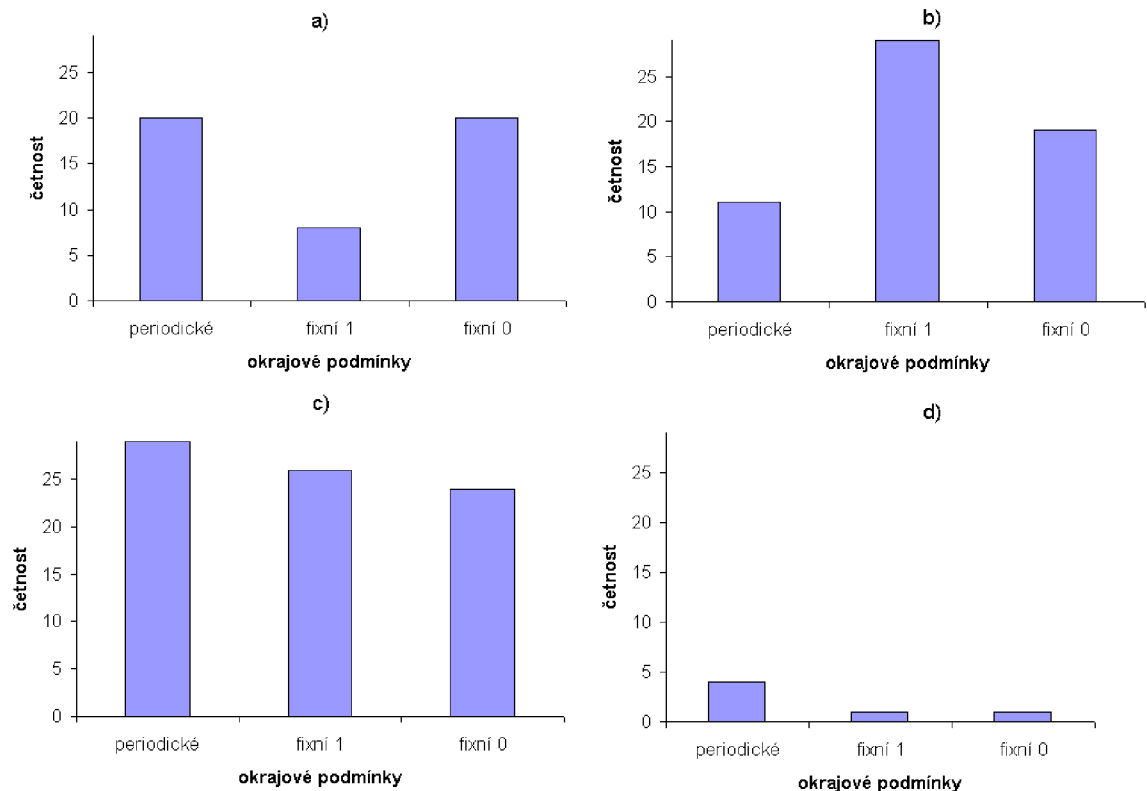 a)
25
20
15
10
5
0
četnost
periodické fixní 1 fixní 0
okrajové podmínky
b)
25
20
15
10
5
0
četnost
periodické fixní 1 fixní 0
okrajové podmínky
c)
25
20
15
10
5
0
četnost
periodické fixní 1 fixní 0
okrajové podmínky
d)
25
20
15
10
5
0
četnost
periodické fixní 1 fixní 0
okrajové podmínky